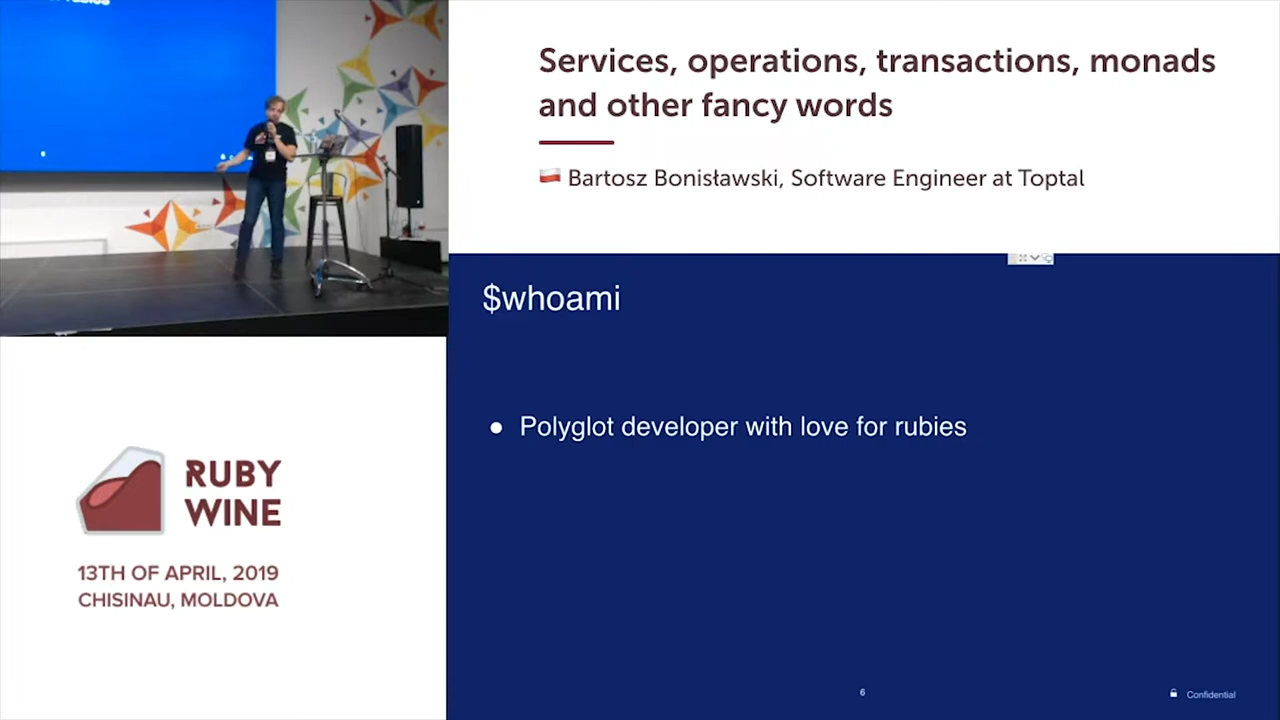 Services, operations, transactions, monads
and other fancy words
Bartosz Bonisławski, Software Engineer at Toptal
$whoami
● Polyglot developer with love for rubies
RUBY
WINE
13TH OF APRIL, 2019
CHISINAU, MOLDOVA
6
Confidential